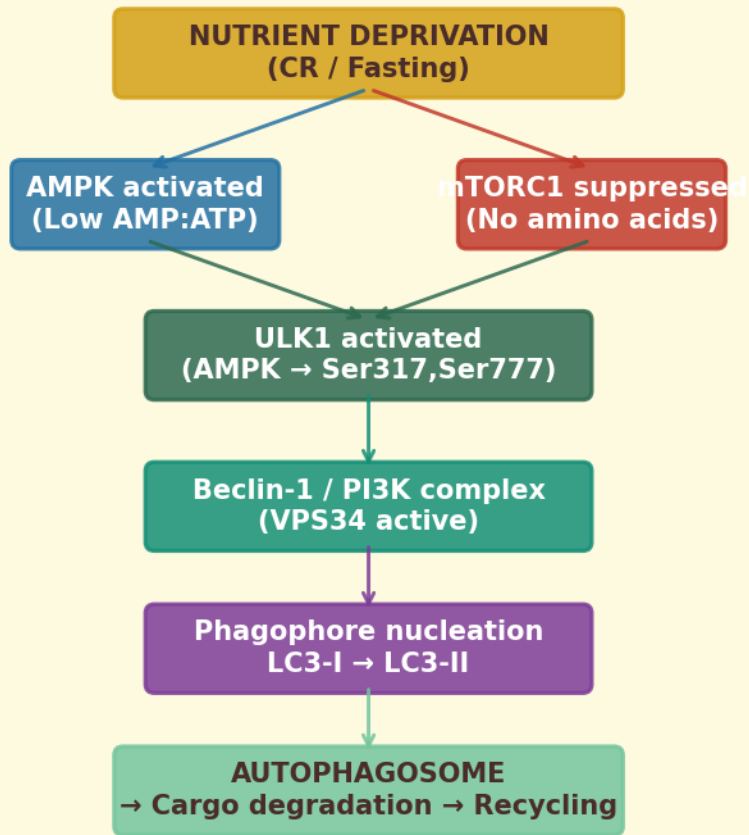 NUTRIENT DEPRIVATION
(CR / Fasting)
AMPK activated
(Low AMP:ATP)
mTORC1 suppressed
(No amino acids)
ULK1 activated
(AMPK → Ser317,Ser777)
Beclin-1 / PI3K complex
(VPS34 active)
Phagophore nucleation
LC3-I → LC3-II
AUTOPHAGOSOME
→ Cargo degradation → Recycling